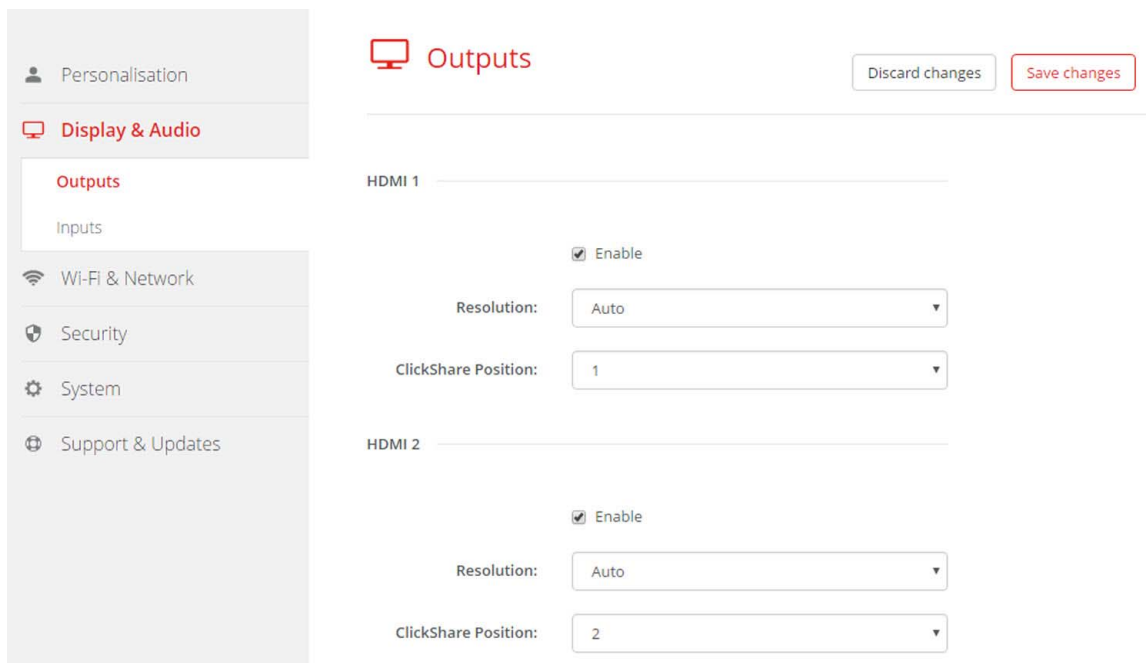 Personalisation
Display & Audio
Outputs
Inputs
Wi-Fi & Network
Security
System
Support & Updates
Outputs
Discard changes
Save changes
HDMI 1
Enable
Resolution: Auto
ClickShare Position: 1
HDMI 2
Enable
Resolution: Auto
ClickShare Position: 2